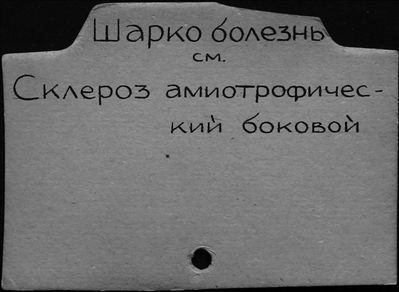 Шарко болезнь
см.
Склероз амиотрофичес-
кий боковой